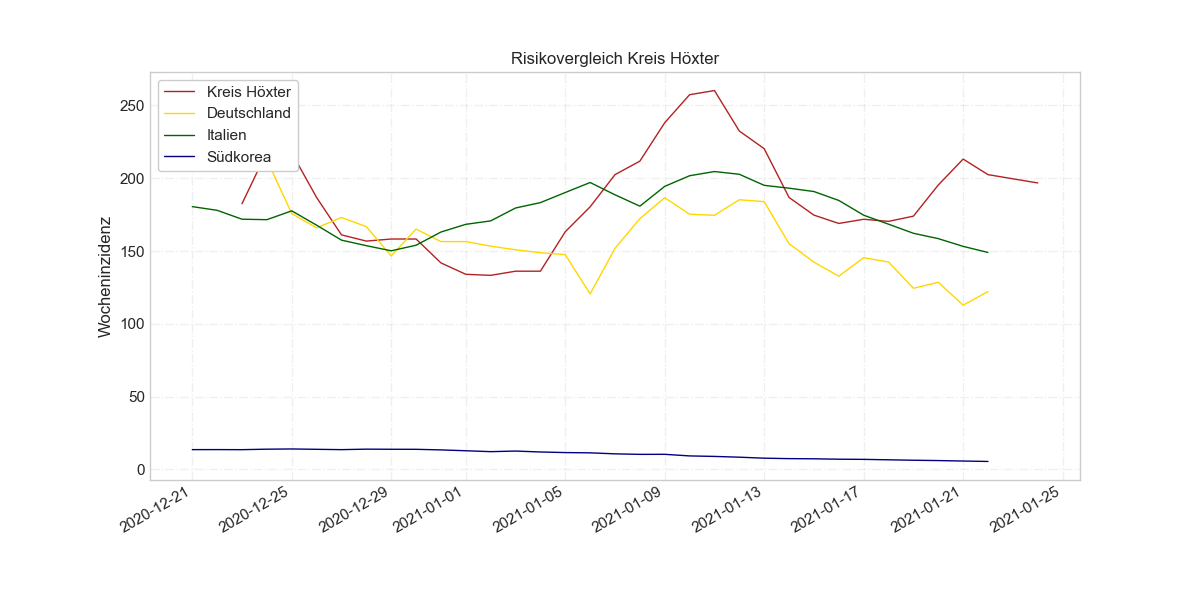 Risikovergleich Kreis Höxter
Kreis Höxter
Deutschland
Italien
Südkorea
Wocheninzidenz
250
200
150
100
50
0
2020-12-21
2020-12-25
2020-12-29
2021-01-01
2021-01-05
2021-01-09
2021-01-13
2021-01-17
2021-01-21
2021-01-25